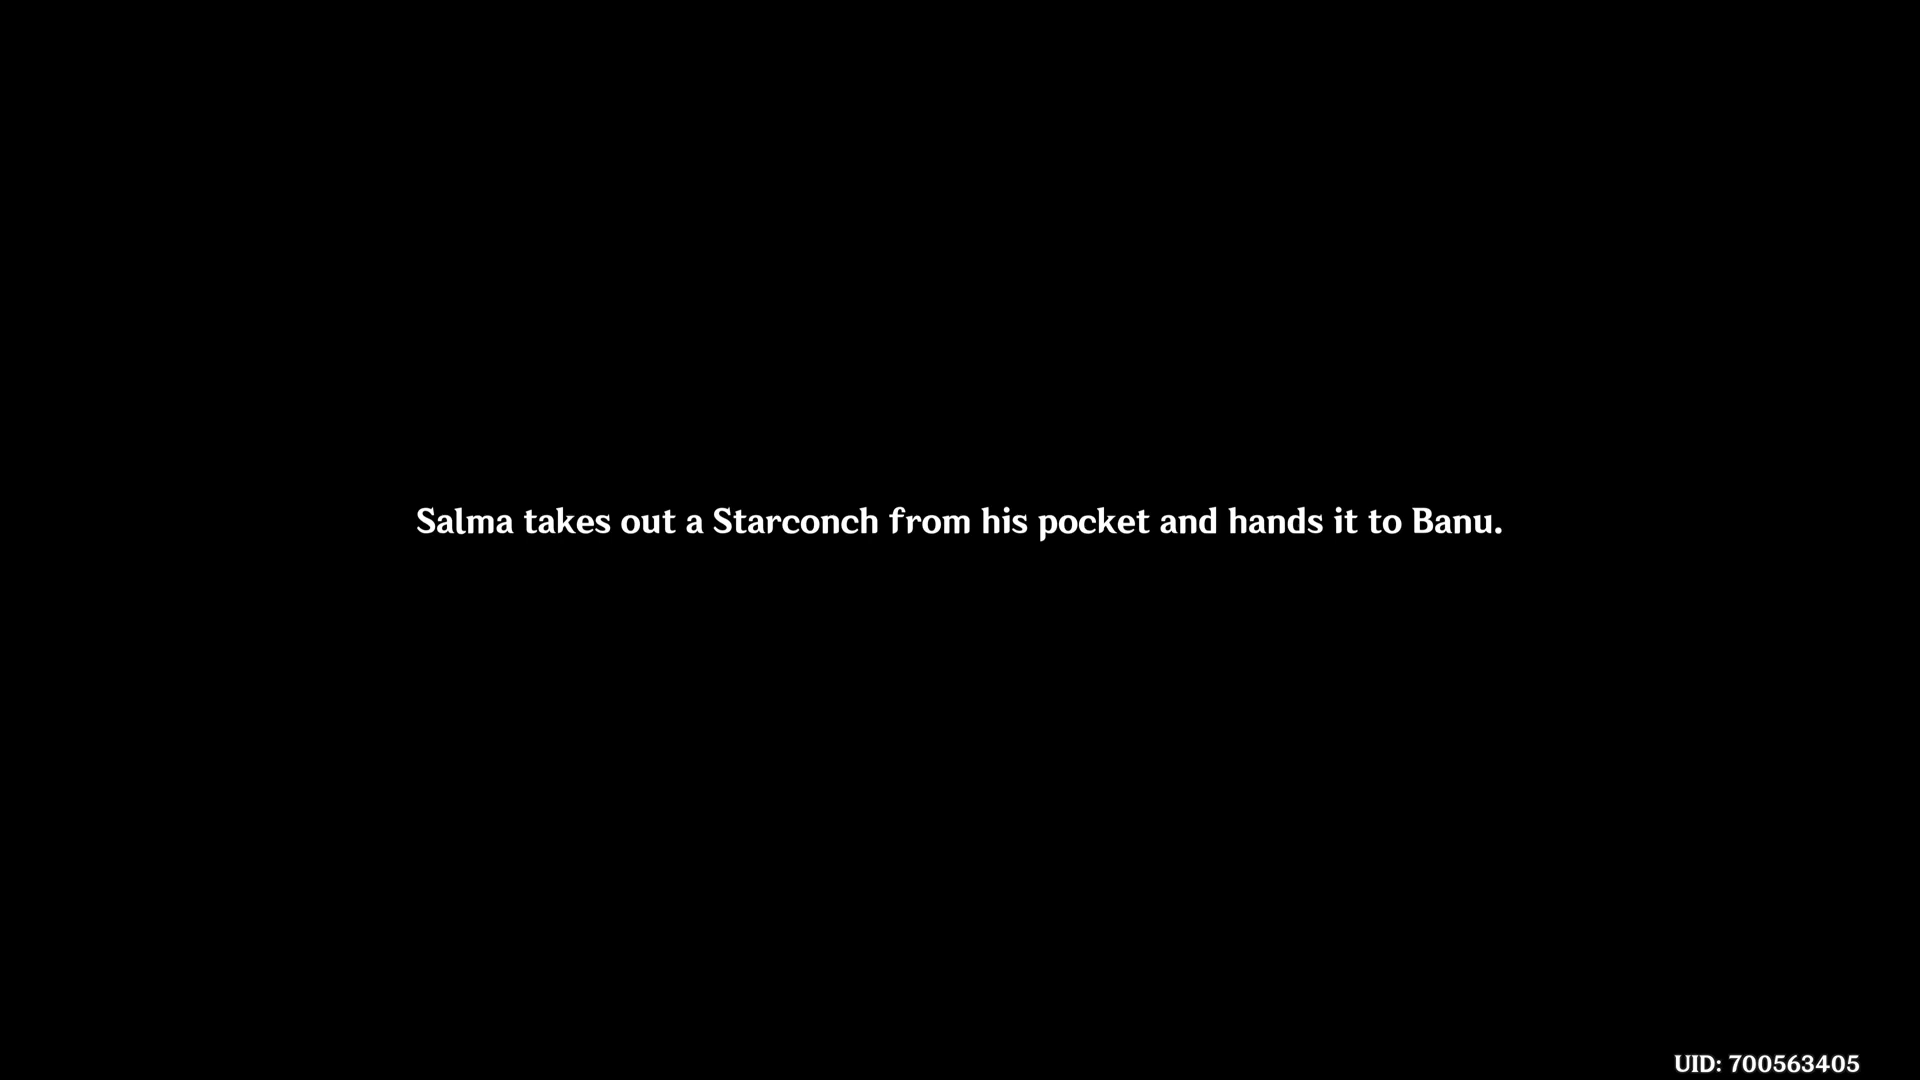 Salma takes out a Starconch from his pocket and hands it to Banu.
UID: 700563405